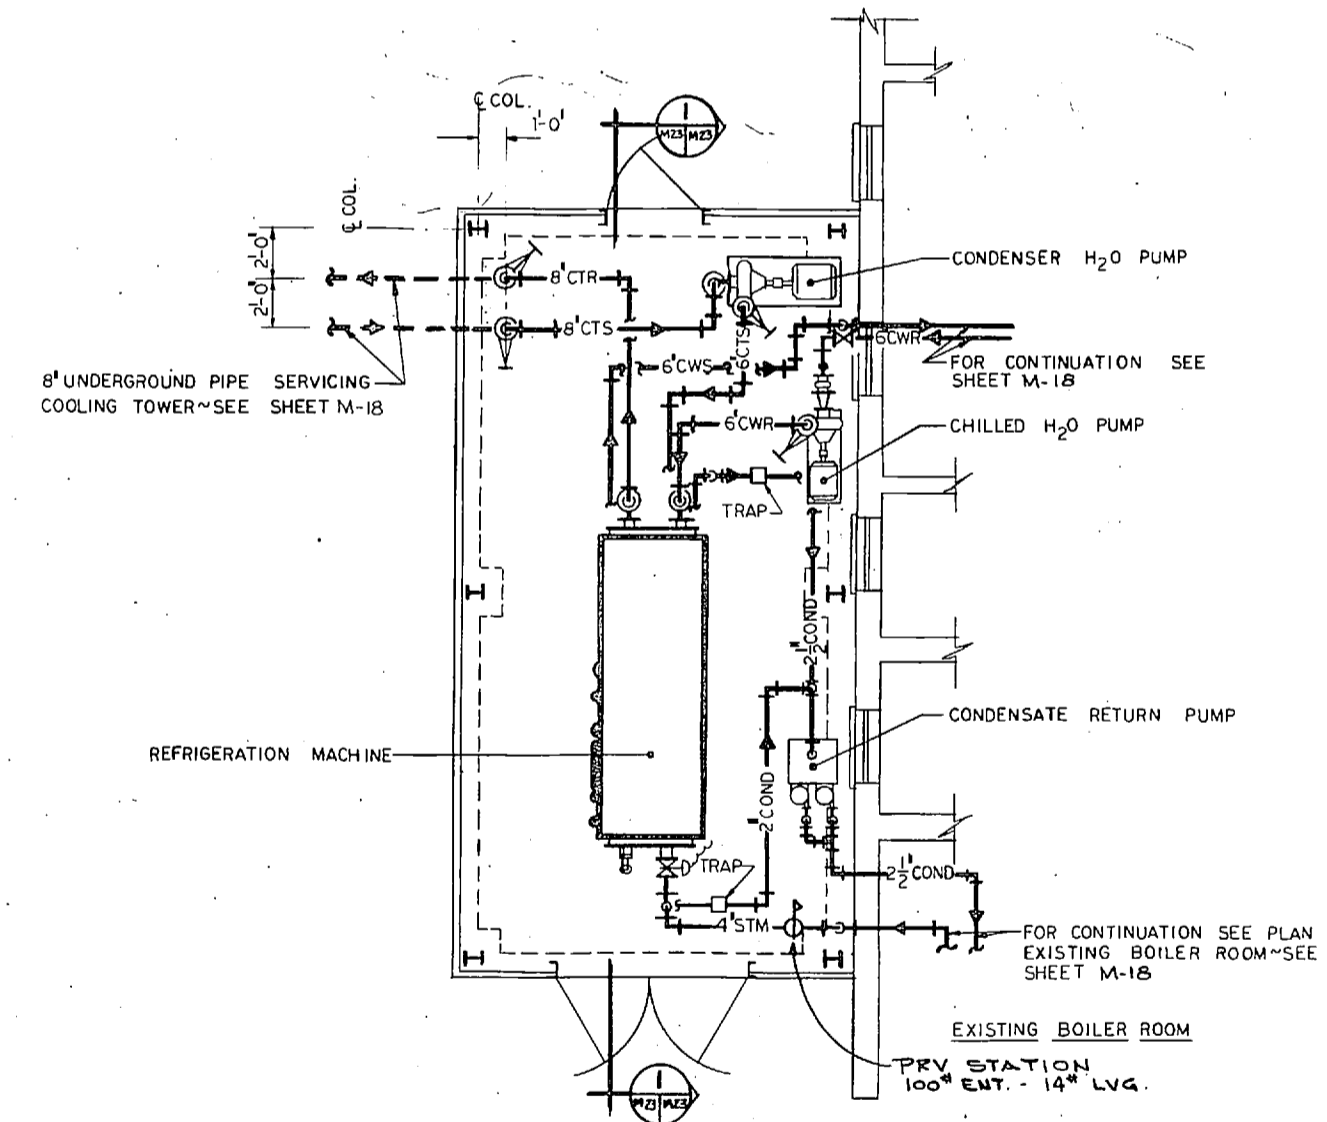 ℄ COL.
1'-0'
1
M23 M23
℄ COL.
2'-0"
2'-0"
8' CTR
8' CTS
6' CTS
6' CWS
6' CWR
6 CWR
CONDENSER H₂O PUMP
FOR CONTINUATION SEE
SHEET M-18
8" UNDERGROUND PIPE SERVICING
COOLING TOWER~SEE SHEET M-18
CHILLED H₂O PUMP
TRAP
2½" COND
CONDENSATE RETURN PUMP
REFRIGERATION MACHINE
2" COND
TRAP
2½" COND
4' STM
FOR CONTINUATION SEE PLAN
EXISTING BOILER ROOM~SEE
SHEET M-18
EXISTING BOILER ROOM
PRV STATION
100# ENT. - 14# LVG.
1
M23 M23